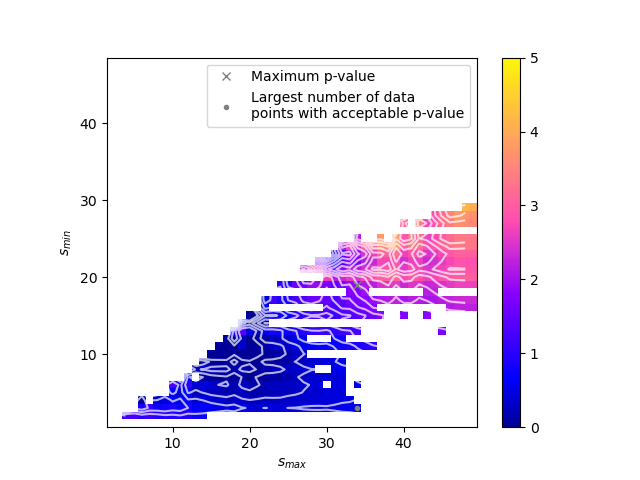 Maximum p-value
Largest number of data
points with acceptable p-value
5
4
3
2
1
0
40
30
20
10
s_min
10
20
30
40
s_max